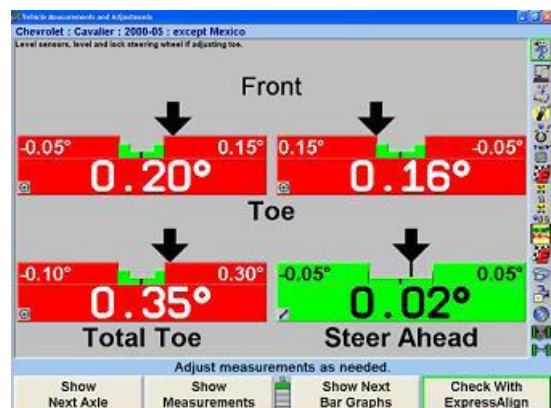 Vehicle Measurements and Adjustments
Chevrolet : Cavalier : 2000-05 : except Mexico
Level sensors, level and lock steering wheel if adjusting toe.
Front
-0.05° 0.15° 0.15° -0.05°
0.20° 0.16°
Toe
-0.10° 0.30° -0.05° 0.05°
0.35° 0.02°
Total Toe Steer Ahead
Adjust measurements as needed.
Show Show Show Next Check With
Next Axle Measurements Bar Graphs ExpressAlign